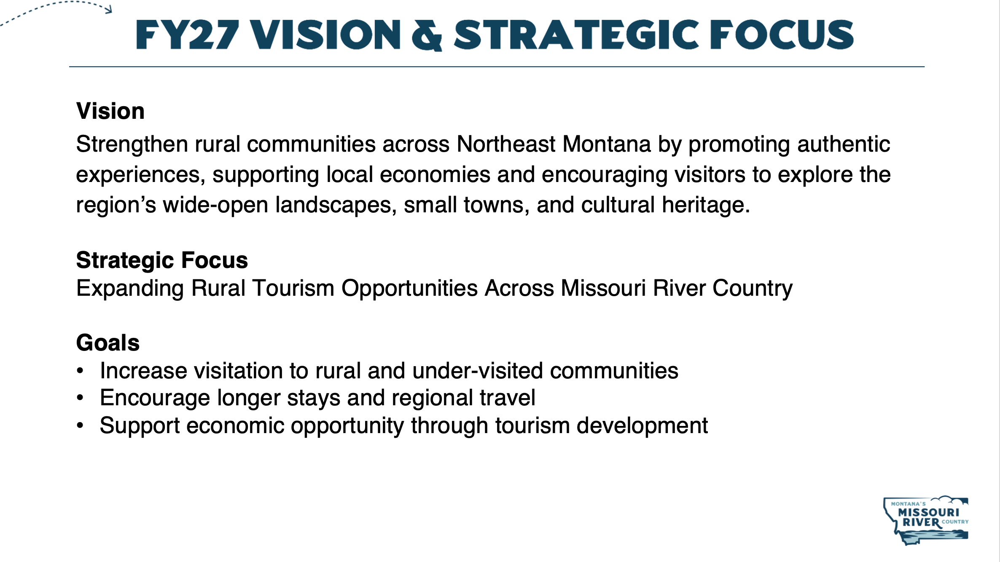 FY27 VISION & STRATEGIC FOCUS
Vision
Strengthen rural communities across Northeast Montana by promoting authentic
experiences, supporting local economies and encouraging visitors to explore the
region’s wide-open landscapes, small towns, and cultural heritage.
Strategic Focus
Expanding Rural Tourism Opportunities Across Missouri River Country
Goals
• Increase visitation to rural and under-visited communities
• Encourage longer stays and regional travel
• Support economic opportunity through tourism development
MONTANA'S
MISSOURI
RIVER COUNTRY